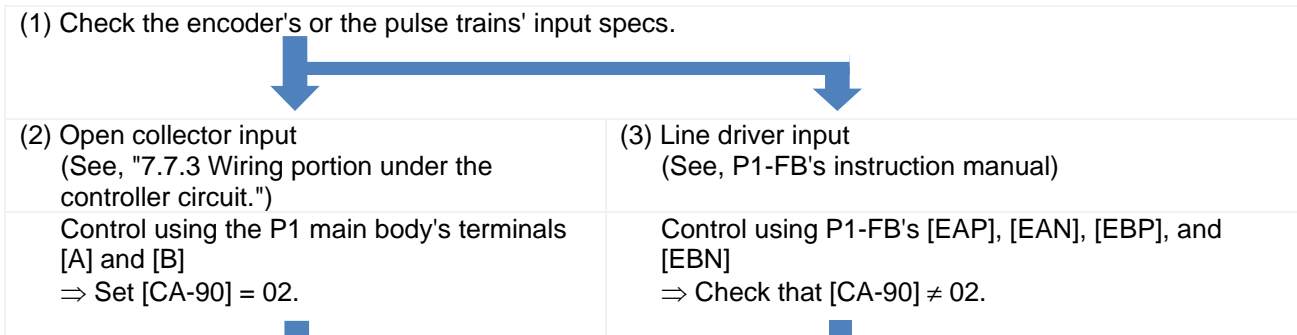 (1) Check the encoder's or the pulse trains' input specs.
(2) Open collector input
(See, "7.7.3 Wiring portion under the
controller circuit.")
(3) Line driver input
(See, P1-FB's instruction manual)
Control using the P1 main body's terminals
[A] and [B]
⇒ Set [CA-90] = 02.
Control using P1-FB's [EAP], [EAN], [EBP], and
[EBN]
⇒ Check that [CA-90] ≠ 02.